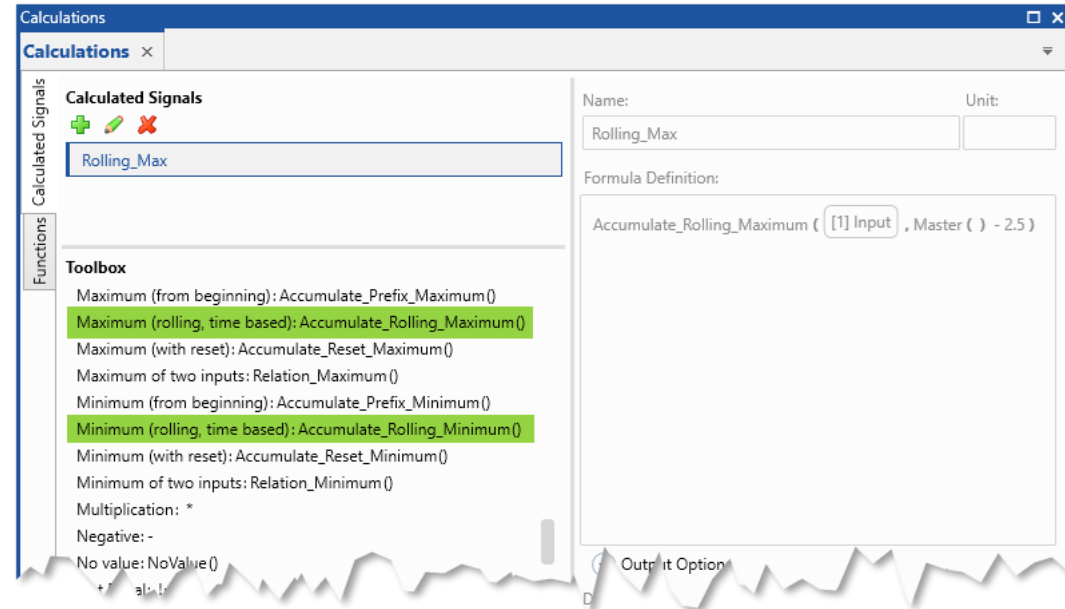 Calculations
Calculations ×
Calculated Signals
Functions
Calculated Signals
Rolling_Max
Toolbox
Maximum (from beginning): Accumulate_Prefix_Maximum()
Maximum (rolling, time based): Accumulate_Rolling_Maximum()
Maximum (with reset): Accumulate_Reset_Maximum()
Maximum of two inputs: Relation_Maximum()
Minimum (from beginning): Accumulate_Prefix_Minimum()
Minimum (rolling, time based): Accumulate_Rolling_Minimum()
Minimum (with reset): Accumulate_Reset_Minimum()
Minimum of two inputs: Relation_Minimum()
Multiplication: *
Negative: -
No value: NoValue()
Name:
Unit:
Rolling_Max
Formula Definition:
Accumulate_Rolling_Maximum ( [1] Input , Master ( ) - 2.5 )
Output Option